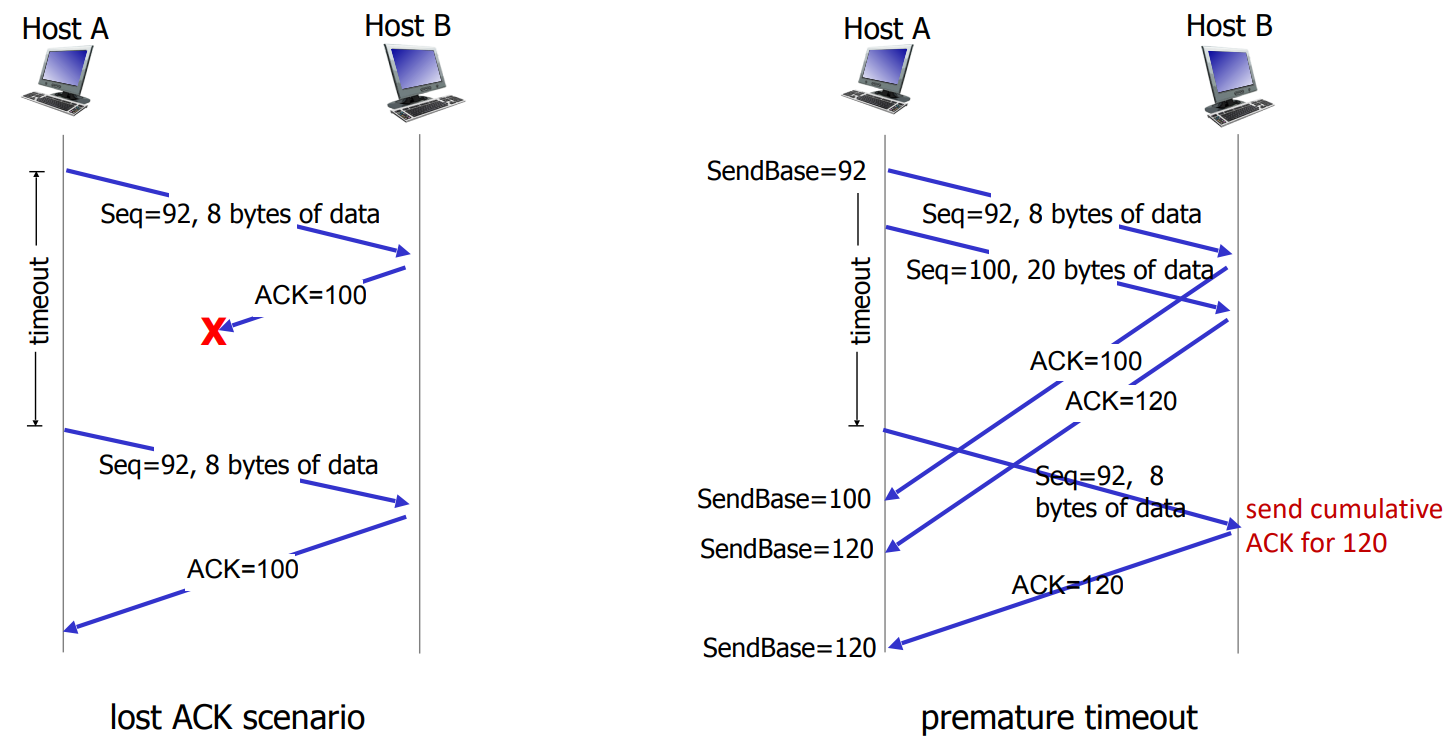 Host A
Host B
timeout
Seq=92, 8 bytes of data
ACK=100
X
Seq=92, 8 bytes of data
ACK=100
lost ACK scenario
Host A
Host B
SendBase=92
timeout
Seq=92, 8 bytes of data
Seq=100, 20 bytes of data
ACK=100
ACK=120
Seq=92, 8
bytes of data
SendBase=100
SendBase=120
send cumulative
ACK for 120
ACK=120
SendBase=120
premature timeout